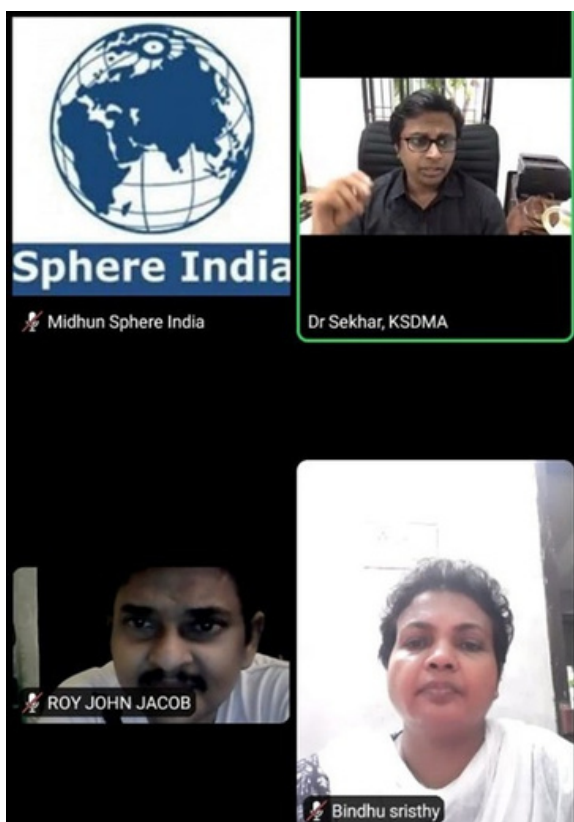 Sphere India
Midhun Sphere India
Dr Sekhar, KSDMA
ROY JOHN JACOB
Bindhu sristhy